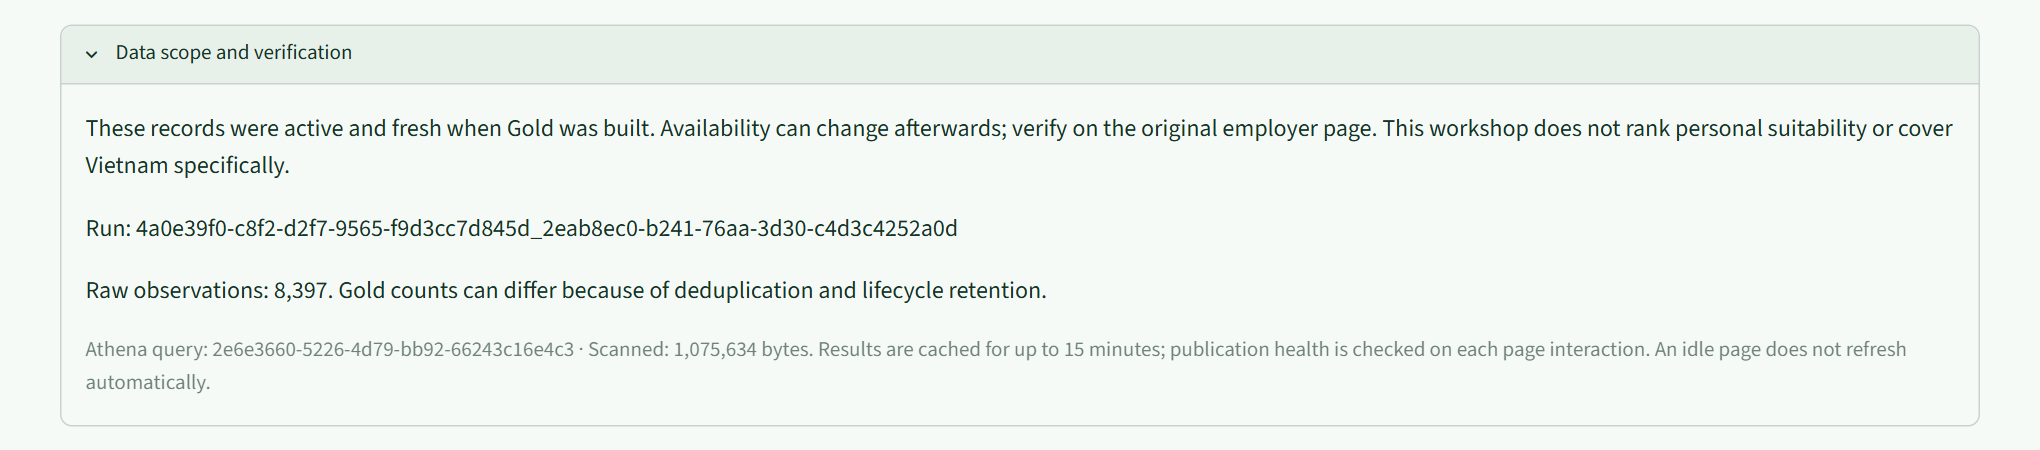 Data scope and verification
These records were active and fresh when Gold was built. Availability can change afterwards; verify on the original employer page. This workshop does not rank personal suitability or cover
Vietnam specifically.
Run: 4a0e39f0-c8f2-d2f7-9565-f9d3cc7d845d_2eab8ec0-b241-76aa-3d30-c4d3c4252a0d
Raw observations: 8,397. Gold counts can differ because of deduplication and lifecycle retention.
Athena query: 2e6e3660-5226-4d79-bb92-66243c16e4c3 · Scanned: 1,075,634 bytes. Results are cached for up to 15 minutes; publication health is checked on each page interaction. An idle page does not refresh
automatically.